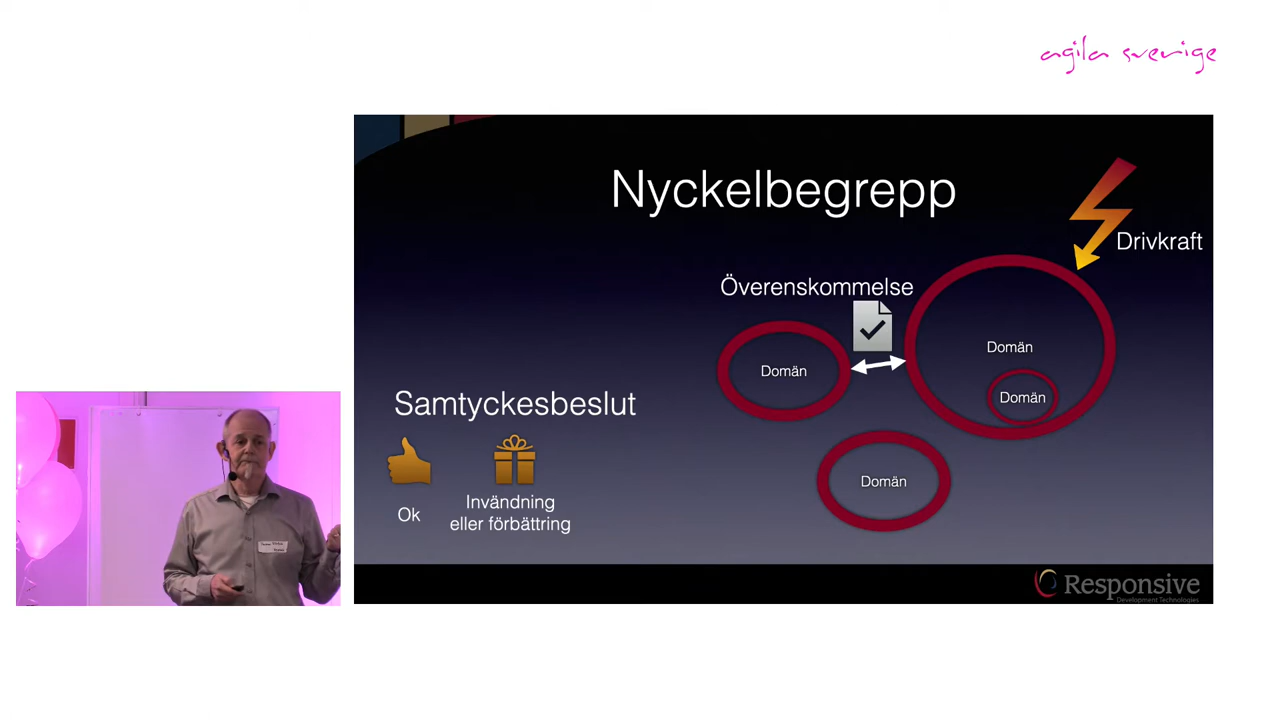 agila sverige
Nyckelbegrepp
Drivkraft
Överenskommelse
Domän
Domän
Domän
Samtyckesbeslut
Domän
Ok
Invändning
eller förbättring
Responsive
Development Technologies